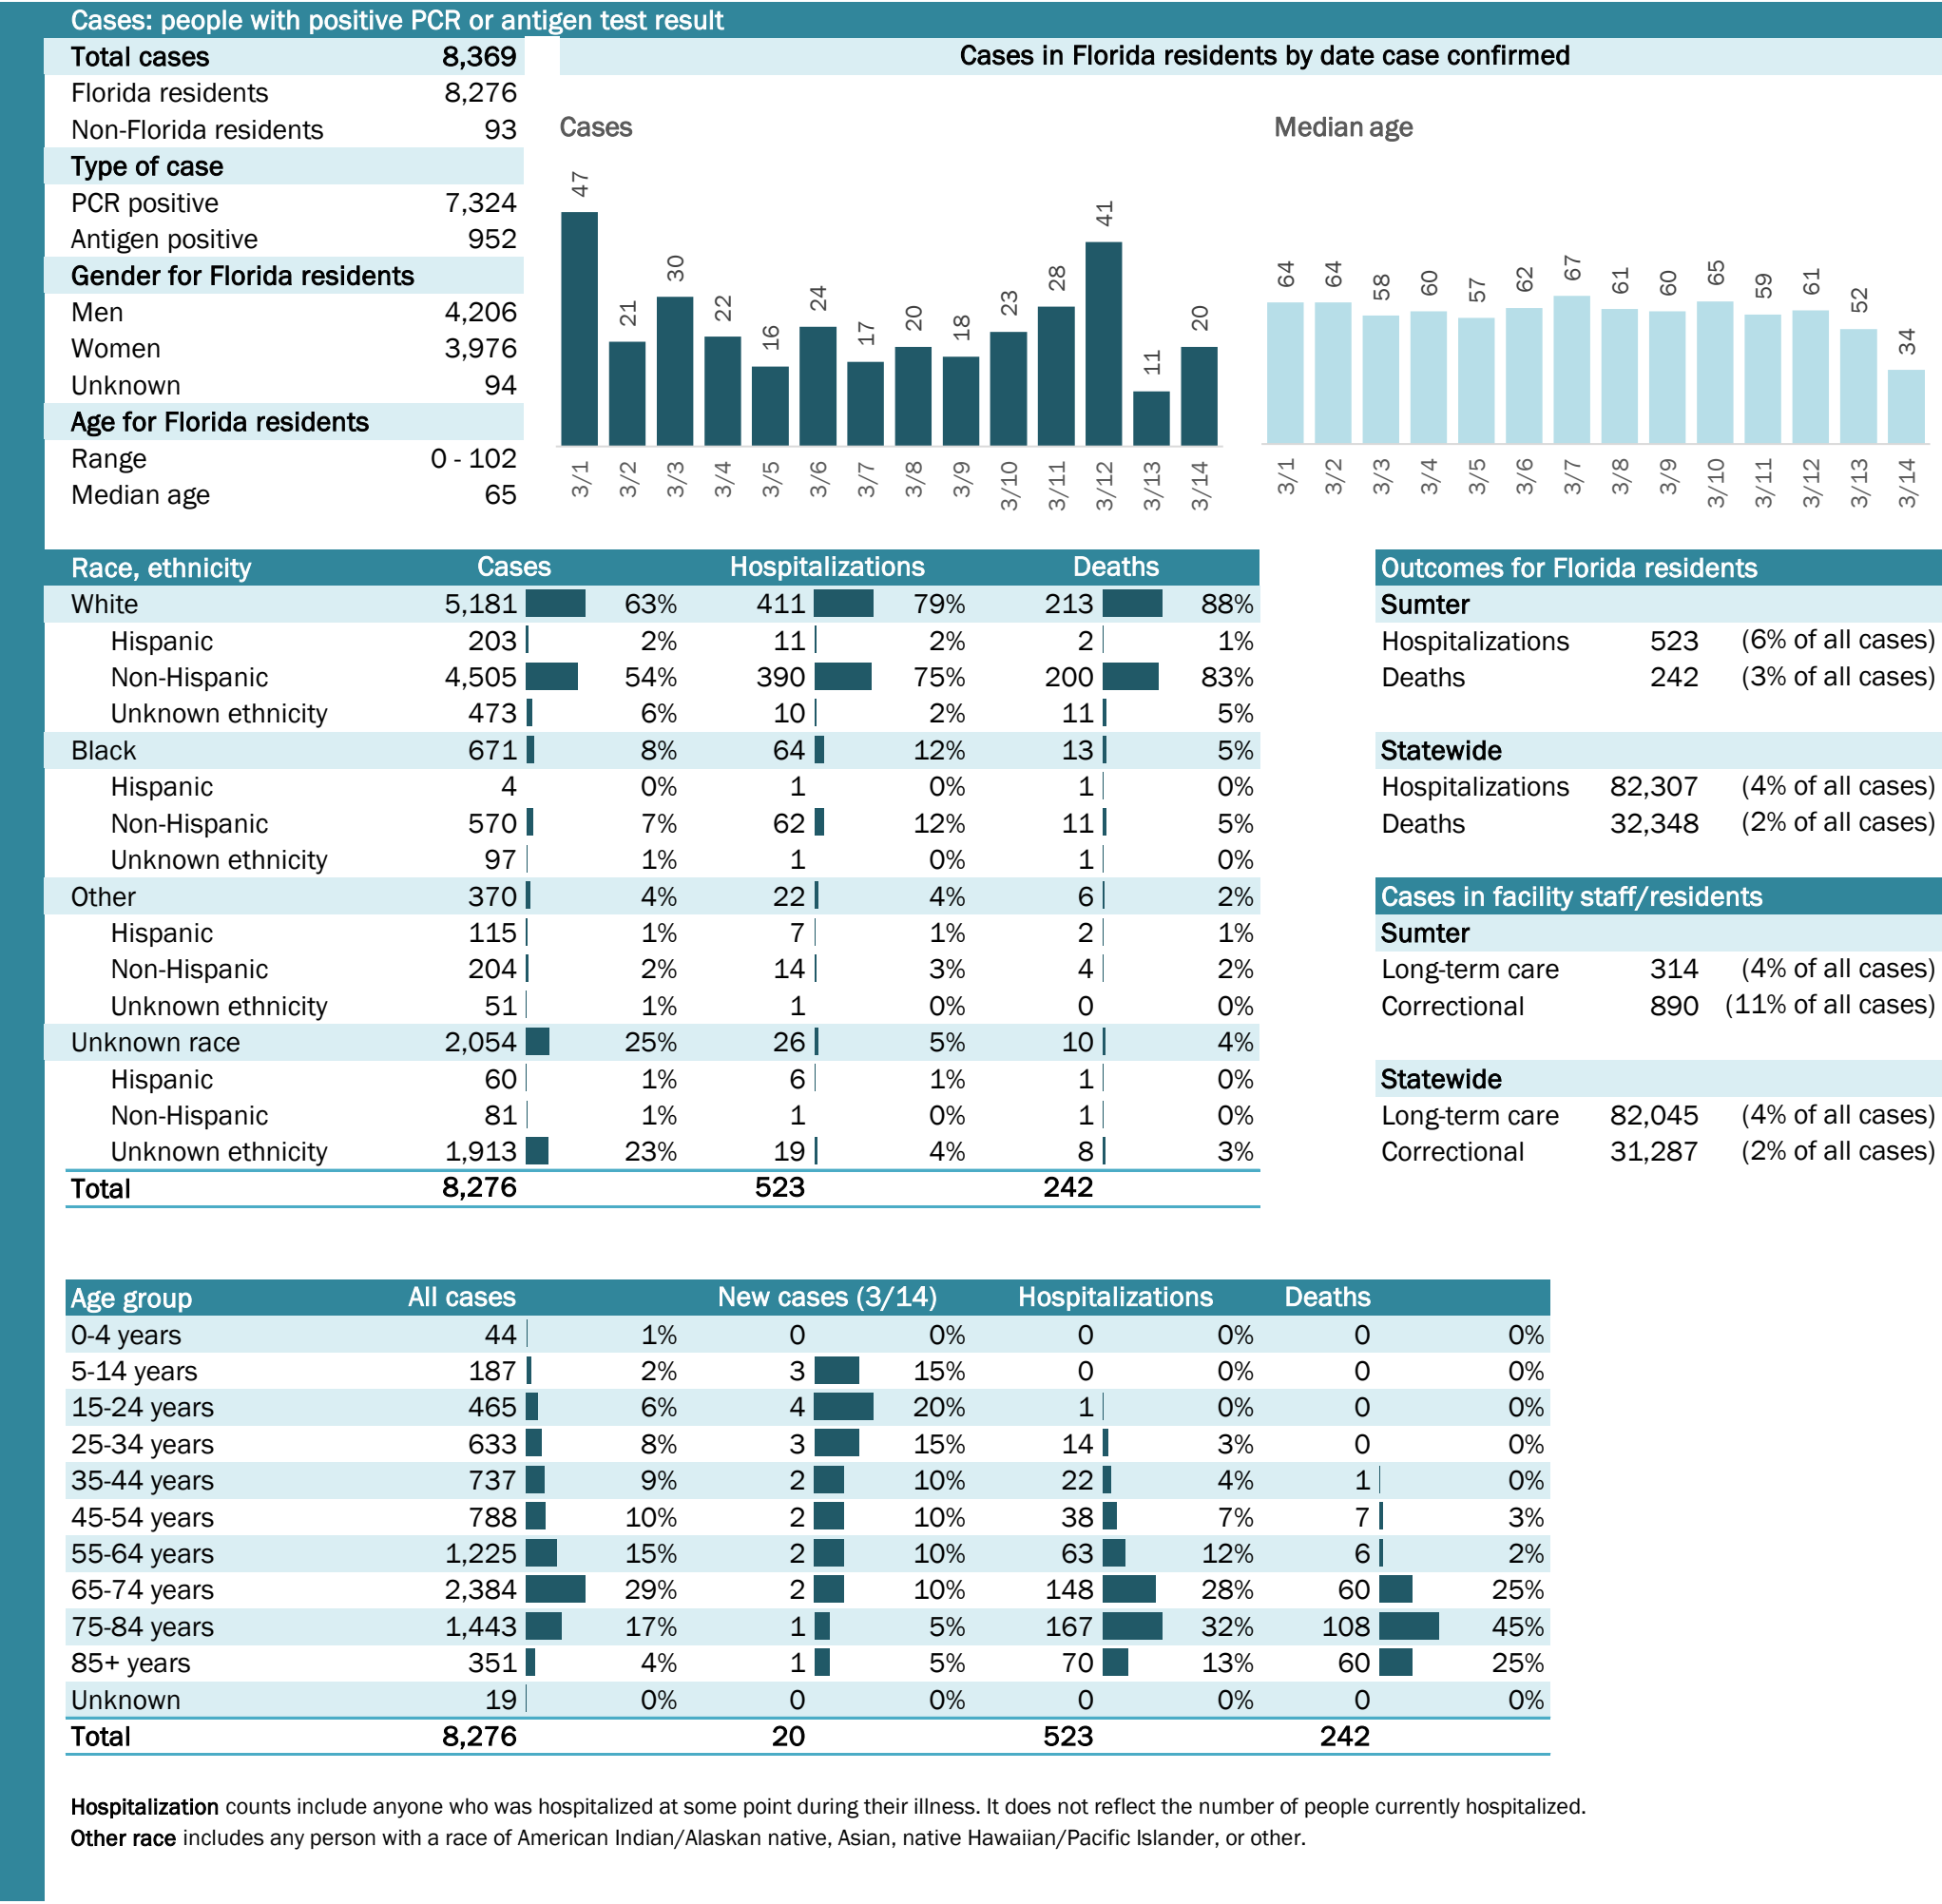 Cases: people with positive PCR or antigen test result
Total cases 8,369
Florida residents 8,276
Non-Florida residents 93
Type of case
PCR positive 7,324
Antigen positive 952
Gender for Florida residents
Men 4,206
Women 3,976
Unknown 94
Age for Florida residents
Range 0 - 102
Median age 65
Cases in Florida residents by date case confirmed
Cases
47 21 30 22 16 24 17 20 18 23 28 41 11 20
3/1 3/2 3/3 3/4 3/5 3/6 3/7 3/8 3/9 3/10 3/11 3/12 3/13 3/14
Median age
64 64 58 60 57 62 67 61 60 65 59 61 52 34
3/1 3/2 3/3 3/4 3/5 3/6 3/7 3/8 3/9 3/10 3/11 3/12 3/13 3/14
Race, ethnicity Cases Hospitalizations Deaths
White 5,181 63% 411 79% 213 88%
Hispanic 203 2% 11 2% 2 1%
Non-Hispanic 4,505 54% 390 75% 200 83%
Unknown ethnicity 473 6% 10 2% 11 5%
Black 671 8% 64 12% 13 5%
Hispanic 4 0% 1 0% 1 0%
Non-Hispanic 570 7% 62 12% 11 5%
Unknown ethnicity 97 1% 1 0% 1 0%
Other 370 4% 22 4% 6 2%
Hispanic 115 1% 7 1% 2 1%
Non-Hispanic 204 2% 14 3% 4 2%
Unknown ethnicity 51 1% 1 0% 0 0%
Unknown race 2,054 25% 26 5% 10 4%
Hispanic 60 1% 6 1% 1 0%
Non-Hispanic 81 1% 1 0% 1 0%
Unknown ethnicity 1,913 23% 19 4% 8 3%
Total 8,276 523 242
Outcomes for Florida residents
Sumter
Hospitalizations 523 (6% of all cases)
Deaths 242 (3% of all cases)
Statewide
Hospitalizations 82,307 (4% of all cases)
Deaths 32,348 (2% of all cases)
Cases in facility staff/residents
Sumter
Long-term care 314 (4% of all cases)
Correctional 890 (11% of all cases)
Statewide
Long-term care 82,045 (4% of all cases)
Correctional 31,287 (2% of all cases)
Age group All cases New cases (3/14) Hospitalizations Deaths
0-4 years 44 1% 0 0% 0 0% 0 0%
5-14 years 187 2% 3 15% 0 0% 0 0%
15-24 years 465 6% 4 20% 1 0% 0 0%
25-34 years 633 8% 3 15% 14 3% 0 0%
35-44 years 737 9% 2 10% 22 4% 1 0%
45-54 years 788 10% 2 10% 38 7% 7 3%
55-64 years 1,225 15% 2 10% 63 12% 6 2%
65-74 years 2,384 29% 2 10% 148 28% 60 25%
75-84 years 1,443 17% 1 5% 167 32% 108 45%
85+ years 351 4% 1 5% 70 13% 60 25%
Unknown 19 0% 0 0% 0 0% 0 0%
Total 8,276 20 523 242
Hospitalization counts include anyone who was hospitalized at some point during their illness. It does not reflect the number of people currently hospitalized.
Other race includes any person with a race of American Indian/Alaskan native, Asian, native Hawaiian/Pacific Islander, or other.